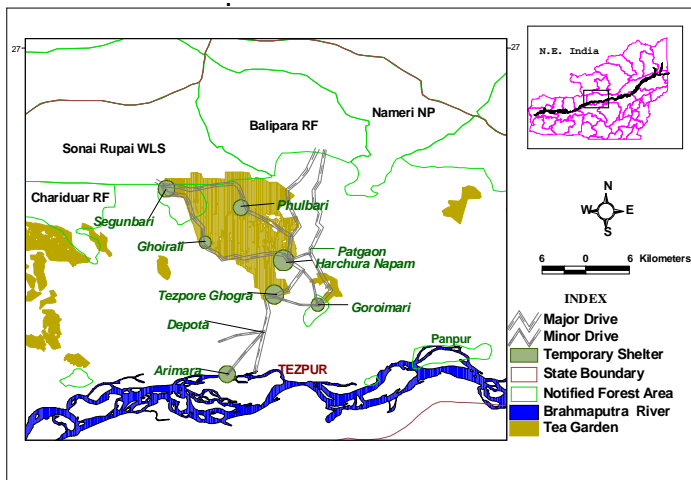 27
27
N.E. India
Nameri NP
Balipara RF
Sonai Rupai WLS
Chariduar RF
Segunbari
Phulbari
Ghoirall
Patgaon
Harchura Napam
Tezpore Ghogra
Goroimari
Depota
Panpur
Arimara
TEZPUR
N
W E
S
6 0 6 Kilometers
INDEX
Major Drive
Minor Drive
Temporary Shelter
State Boundary
Notified Forest Area
Brahmaputra River
Tea Garden